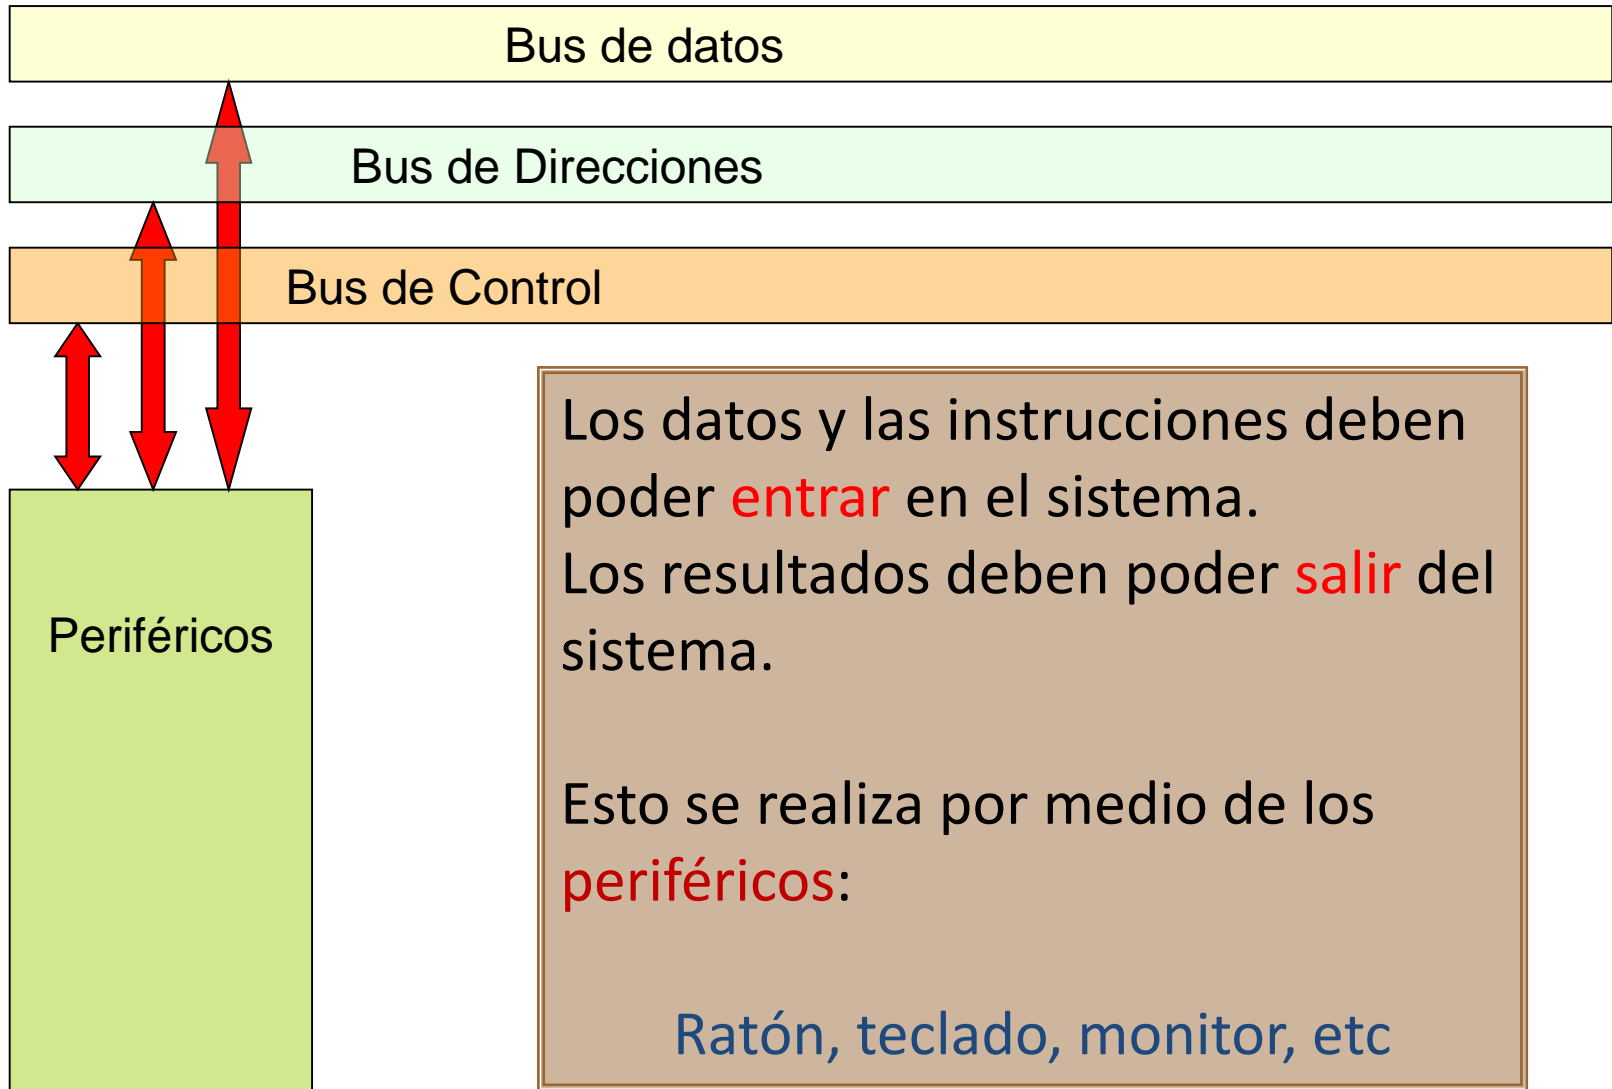 Bus de datos
Bus de Direcciones
Bus de Control
Periféricos
Los datos y las instrucciones deben
poder entrar en el sistema.
Los resultados deben poder salir del
sistema.
Esto se realiza por medio de los
periféricos:
Ratón, teclado, monitor, etc